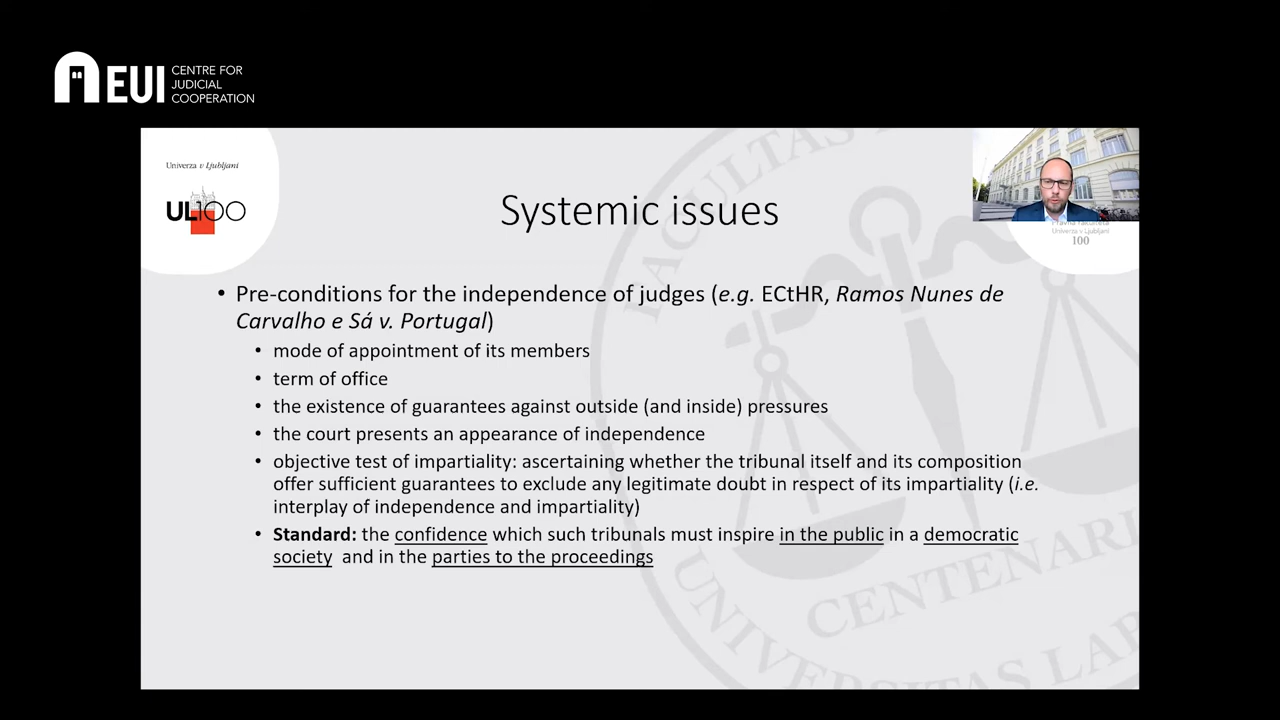 EUI
CENTRE FOR
JUDICIAL
COOPERATION
Univerza v Ljubljani
UL100
Systemic issues
Pravna fakulteta
Univerza v Ljubljani
100
• Pre-conditions for the independence of judges (e.g. ECtHR, Ramos Nunes de
Carvalho e Sá v. Portugal)
• mode of appointment of its members
• term of office
• the existence of guarantees against outside (and inside) pressures
• the court presents an appearance of independence
• objective test of impartiality: ascertaining whether the tribunal itself and its composition
offer sufficient guarantees to exclude any legitimate doubt in respect of its impartiality (i.e.
interplay of independence and impartiality)
• Standard: the confidence which such tribunals must inspire in the public in a democratic
society and in the parties to the proceedings
FACULTAS
CENTENARI
UNIVERSITAS LAB